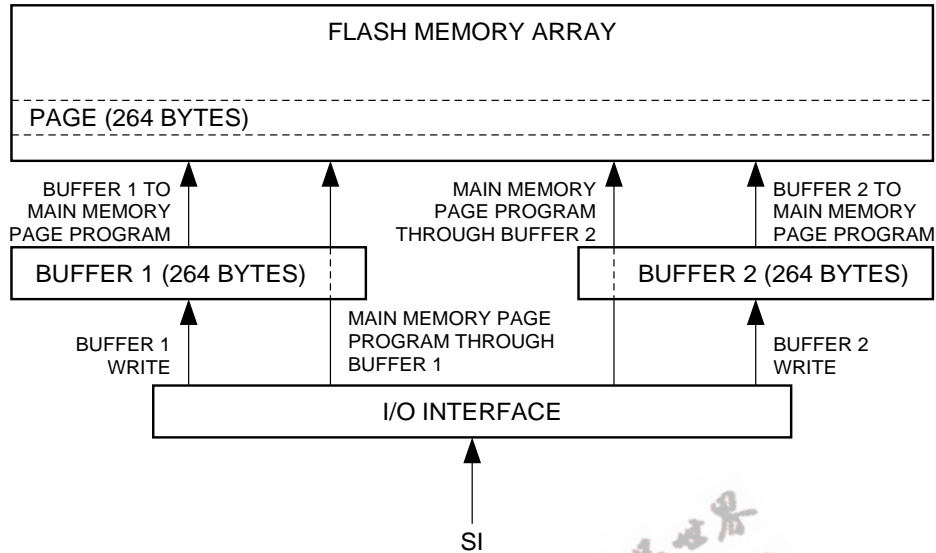 FLASH MEMORY ARRAY
PAGE (264 BYTES)
BUFFER 1 TO
MAIN MEMORY
PAGE PROGRAM
MAIN MEMORY
PAGE PROGRAM
THROUGH BUFFER 2
BUFFER 2 TO
MAIN MEMORY
PAGE PROGRAM
BUFFER 1 (264 BYTES)
BUFFER 2 (264 BYTES)
BUFFER 1
WRITE
MAIN MEMORY PAGE
PROGRAM THROUGH
BUFFER 1
BUFFER 2
WRITE
I/O INTERFACE
SI